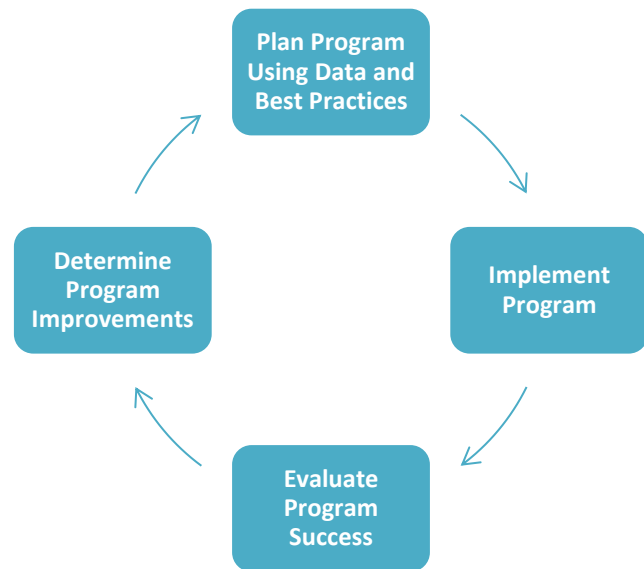 Plan Program
Using Data and
Best Practices
Implement
Program
Evaluate
Program
Success
Determine
Program
Improvements